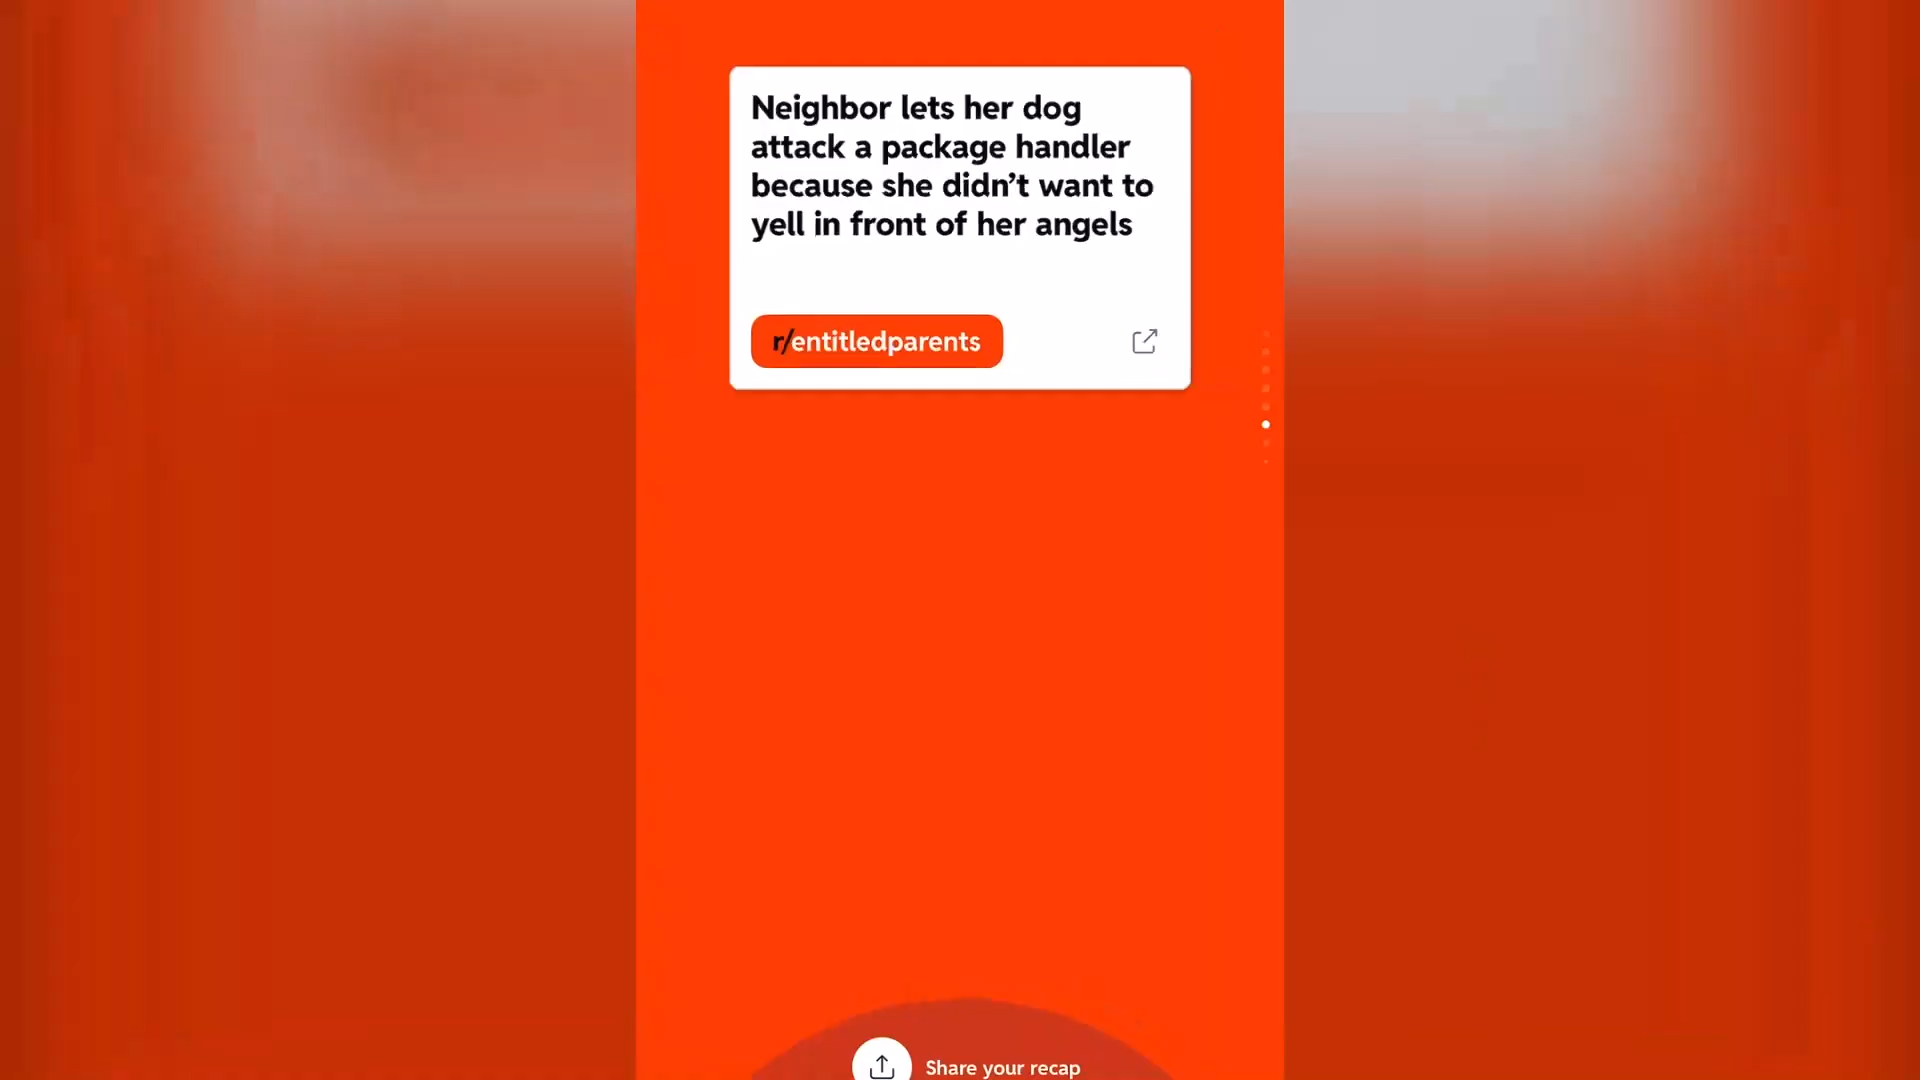 Neighbor lets her dog
attack a package handler
because she didn’t want to
yell in front of her angels
r/entitledparents
Share your recap